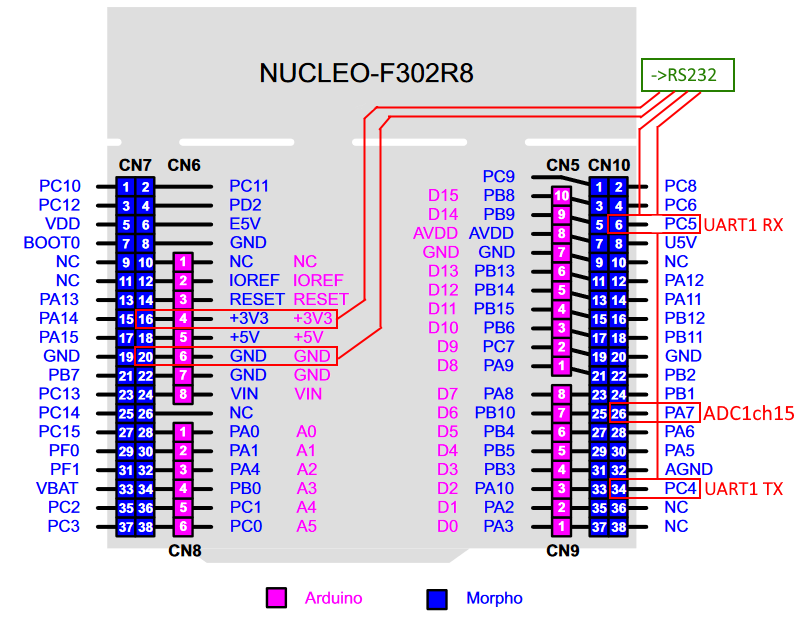 NUCLEO-F302R8
->RS232
CN7 CN6 CN5 CN10
PC9
PC10 1 2 PC11 1 2 PC8
D15 PB8 10
PC12 3 4 PD2 3 4 PC6
D14 PB9 9
VDD 5 6 E5V 5 6 PC5 UART1 RX
AVDD AVDD 8
BOOT0 7 8 GND 7 8 U5V
GND GND 7
NC 9 10 1 NC NC 9 10 NC
D13 PB13 6
NC 11 12 2 IOREF IOREF 11 12 PA12
D12 PB14 5
PA13 13 14 3 RESET RESET 13 14 PA11
D11 PB15 4
PA14 15 16 4 +3V3 +3V3 15 16 PB12
D10 PB6 3
PA15 17 18 5 +5V +5V 17 18 PB11
D9 PC7 2
GND 19 20 6 GND GND 19 20 GND
D8 PA9 1
PB7 21 22 7 GND GND 21 22 PB2
PC13 23 24 8 VIN VIN D7 PA8 8 23 24 PB1
PC14 25 26 NC D6 PB10 7 25 26 PA7 ADC1ch15
PC15 27 28 1 PA0 A0 D5 PB4 6 27 28 PA6
PF0 29 30 2 PA1 A1 D4 PB5 5 29 30 PA5
PF1 31 32 3 PA4 A2 D3 PB3 4 31 32 AGND
VBAT 33 34 4 PB0 A3 D2 PA10 3 33 34 PC4 UART1 TX
PC2 35 36 5 PC1 A4 D1 PA2 2 35 36 NC
PC3 37 38 6 PC0 A5 D0 PA3 1 37 38 NC
CN8 CN9
Arduino Morpho